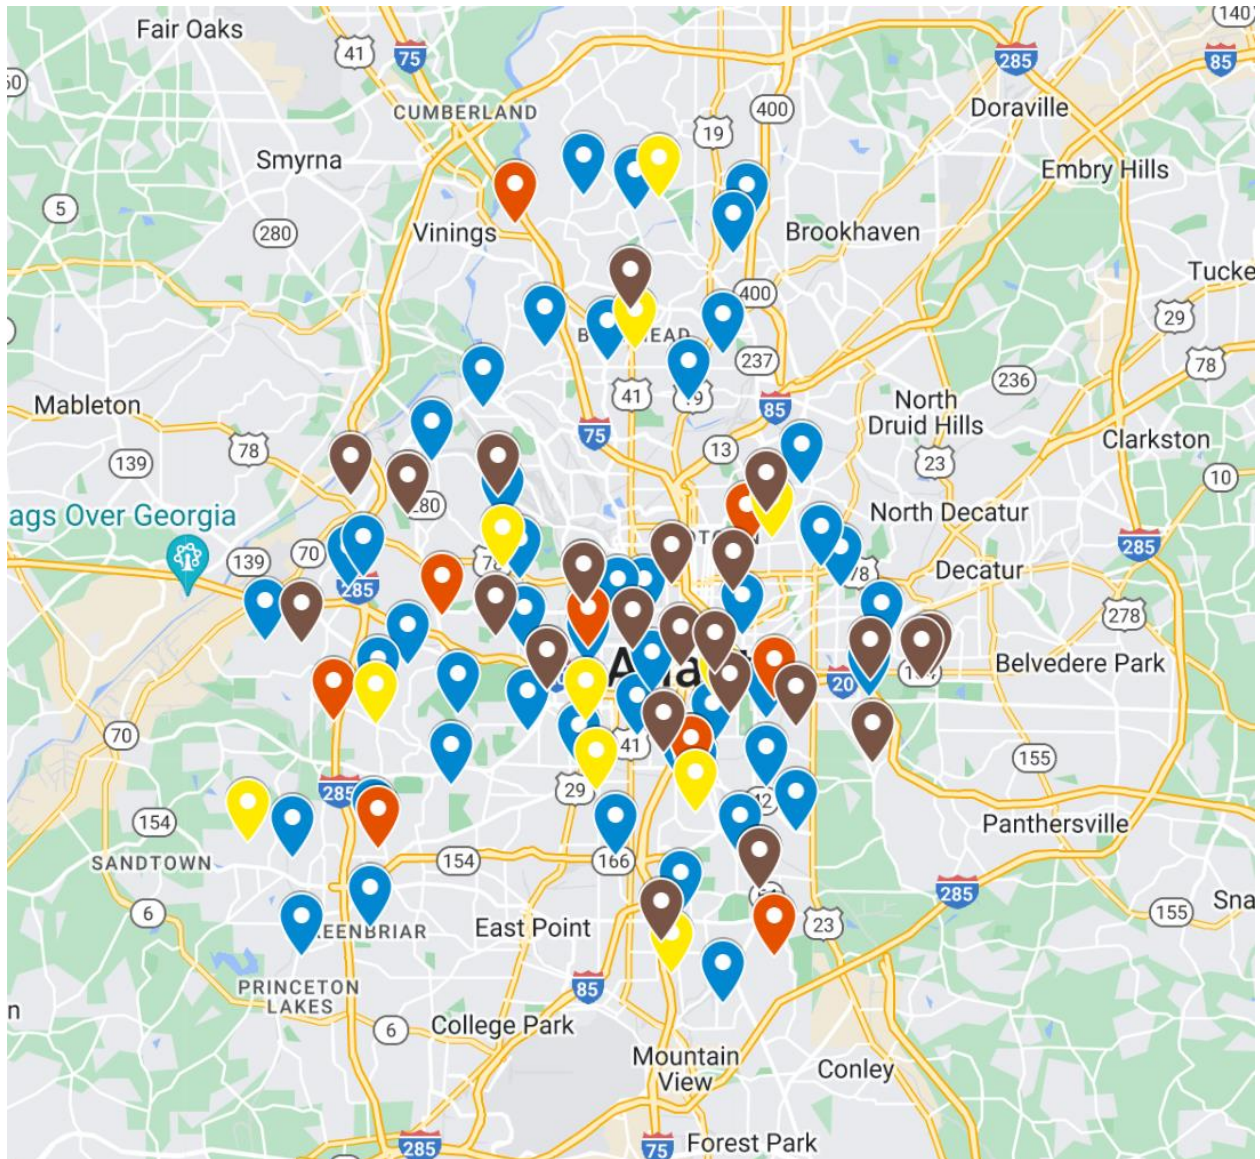 140
Fair Oaks
41
75
285
85
400
Doraville
CUMBERLAND
19
Smyrna
Embry Hills
5
280
Vinings
Brookhaven
400
29
237
78
236
41
85
Mableton
North
Druid Hills
75
13
Clarkston
139
78
23
10
ags Over Georgia
North Decatur
139
70
285
285
78
Decatur
278
Belvedere Park
20
70
41
155
285
29
154
Panthersville
SANDTOWN
154
166
285
6
East Point
23
155
PRINCETON
LAKES
85
6
College Park
Mountain
View
Conley
285
75
Forest Park